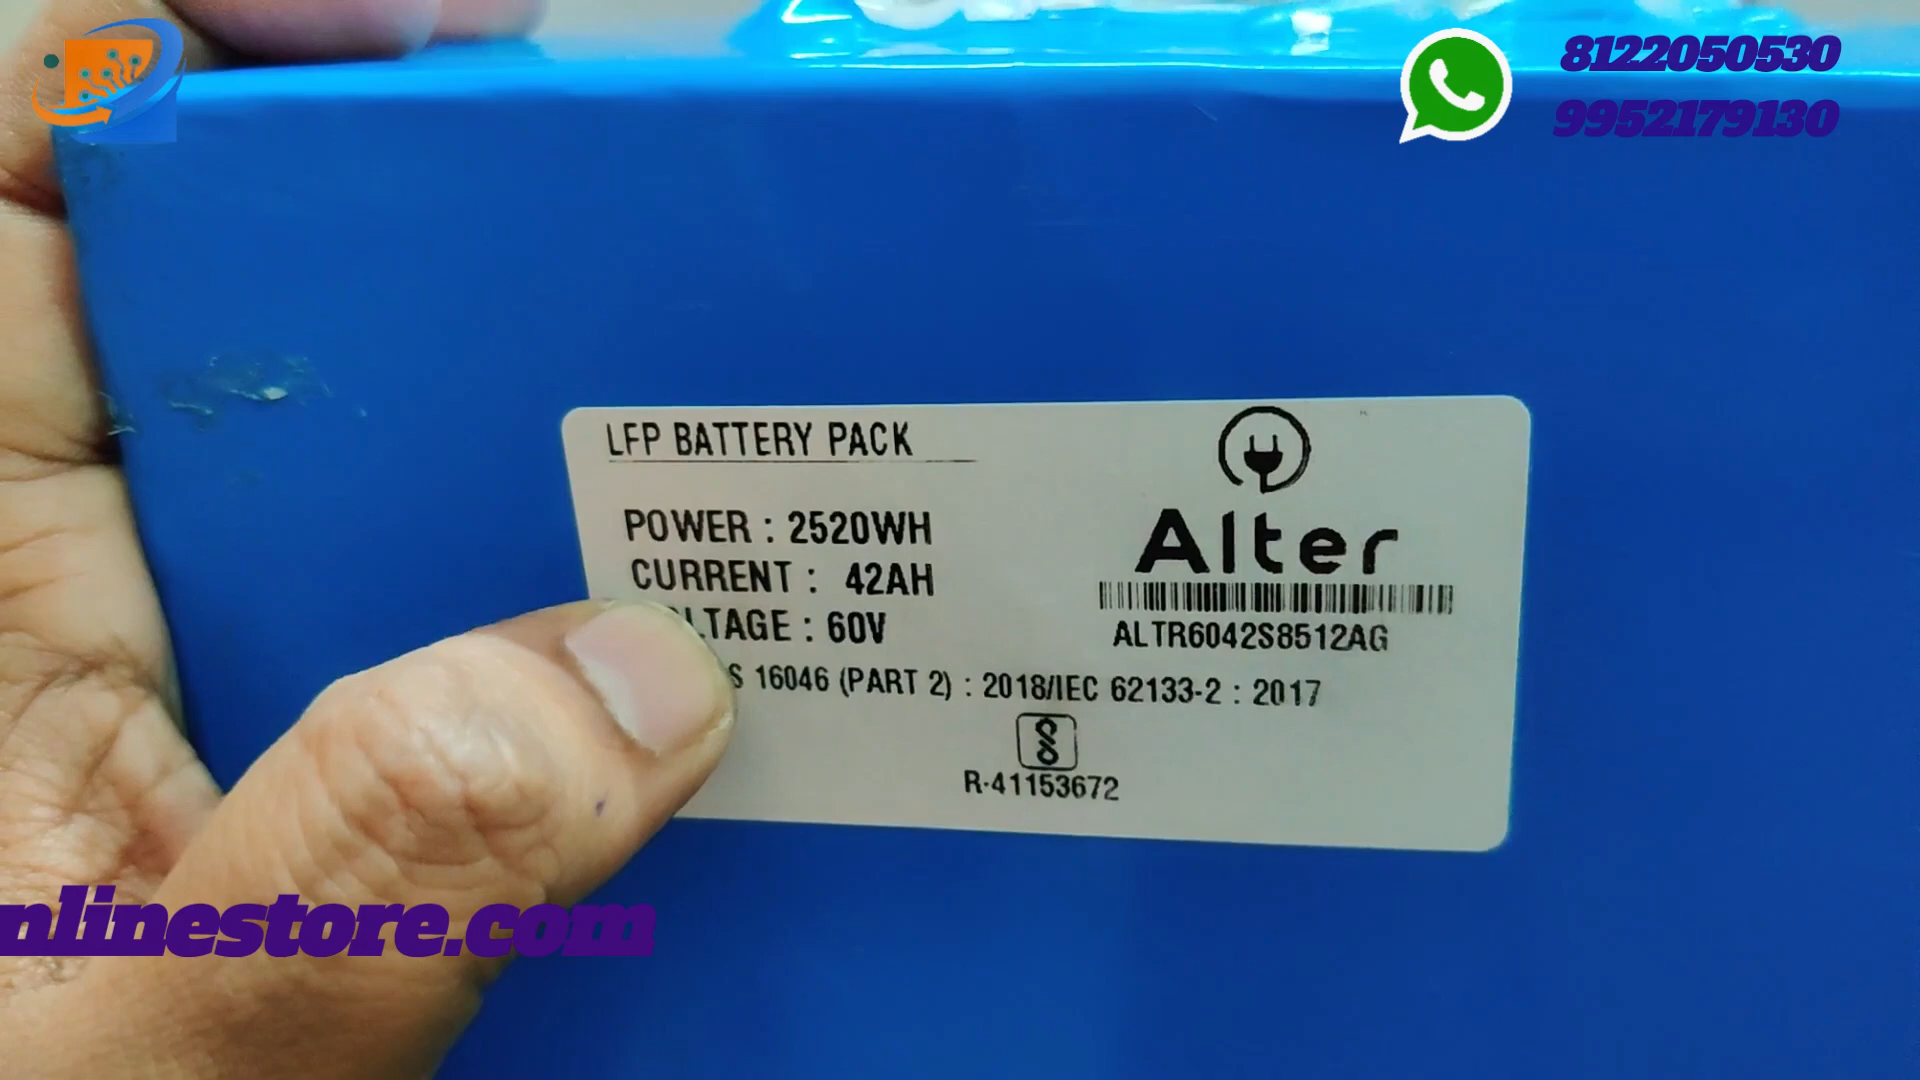 8122050530
9952179130
LFP BATTERY PACK
POWER : 2520WH
CURRENT : 42AH
LTAGE : 60V
Alter
ALTR6042S8512AG
S 16046 (PART 2) : 2018/IEC 62133-2 : 2017
R-41153672
nlinestore.com